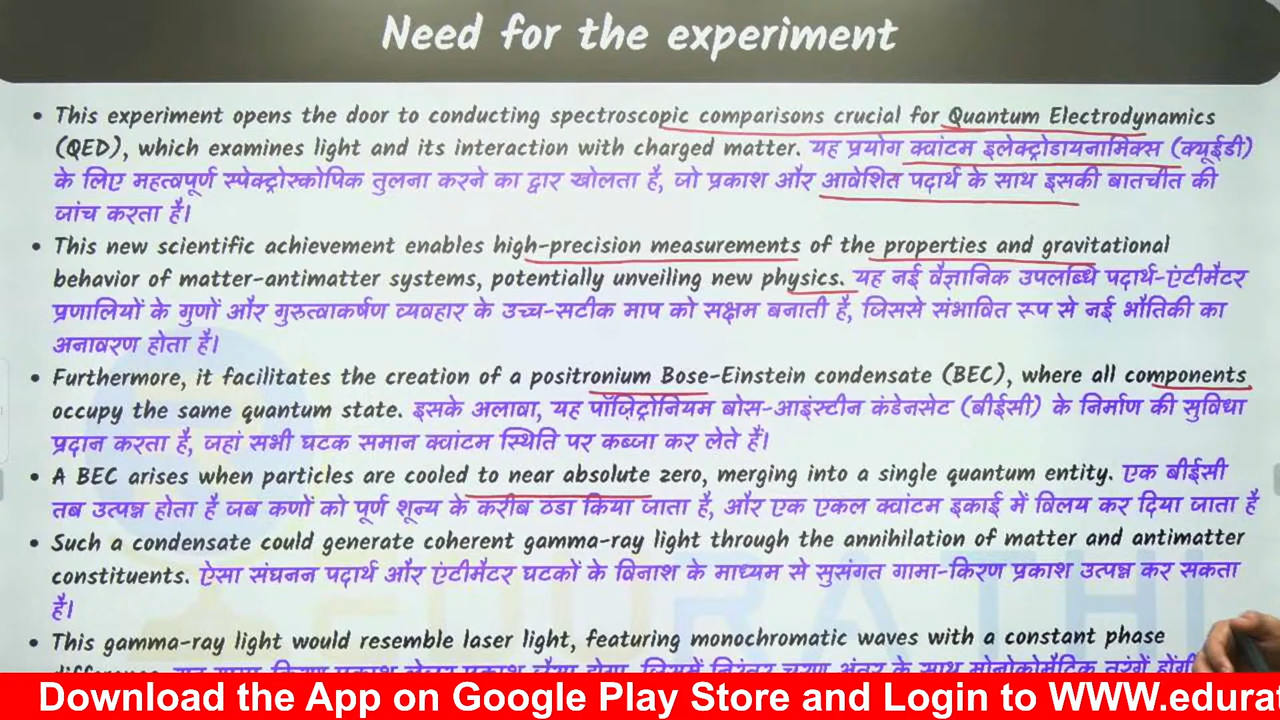 Need for the experiment
• This experiment opens the door to conducting spectroscopic comparisons crucial for Quantum Electrodynamics
(QED), which examines light and its interaction with charged matter. यह प्रयोग क्वांटम इलेक्ट्रोडायनामिक्स (क्यूईडी)
के लिए महत्वपूर्ण स्पेक्ट्रोस्कोपिक तुलना करने का द्वार खोलता है, जो प्रकाश और आवेशित पदार्थ के साथ इसकी बातचीत की
जांच करता है।
• This new scientific achievement enables high-precision measurements of the properties and gravitational
behavior of matter-antimatter systems, potentially unveiling new physics. यह नई वैज्ञानिक उपलब्धि पदार्थ-एंटीमैटर
प्रणालियों के गुणों और गुरुत्वाकर्षण व्यवहार के उच्च-सटीक माप को सक्षम बनाती है, जिससे संभावित रूप से नई भौतिकी का
अनावरण होता है।
• Furthermore, it facilitates the creation of a positronium Bose-Einstein condensate (BEC), where all components
occupy the same quantum state. इसके अलावा, यह पॉज़िट्रोनियम बोस-आइंस्टीन कंडेनसेट (बीईसी) के निर्माण की सुविधा
प्रदान करता है, जहां सभी घटक समान क्वांटम स्थिति पर कब्जा कर लेते हैं।
• A BEC arises when particles are cooled to near absolute zero, merging into a single quantum entity. एक बीईसी
तब उत्पन्न होता है जब कणों को पूर्ण शून्य के करीब ठंडा किया जाता है, और एक एकल क्वांटम इकाई में विलय कर दिया जाता है
• Such a condensate could generate coherent gamma-ray light through the annihilation of matter and antimatter
constituents. ऐसा संघनन पदार्थ और एंटीमैटर घटकों के विनाश के माध्यम से सुसंगत गामा-किरण प्रकाश उत्पन्न कर सकता
है।
• This gamma-ray light would resemble laser light, featuring monochromatic waves with a constant phase
Download the App on Google Play Store and Login to WWW.edura